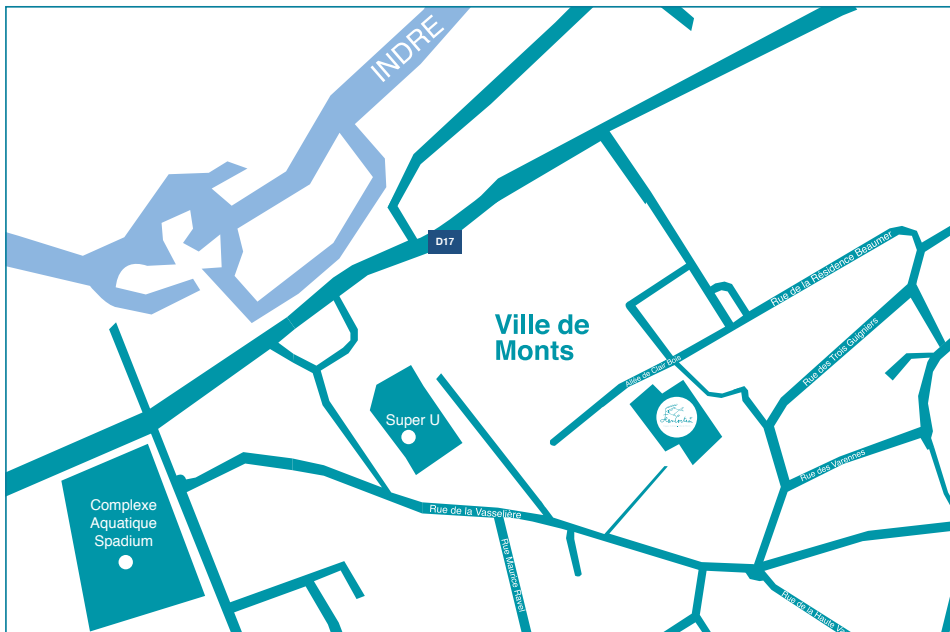 INDRE
D17
Rue de la Résidence Beaumer
Ville de
Monts
Rue des Trois Guigniers
Allée de Clair Bois
Super U
Rue des Varennes
Complexe
Aquatique
Spadium
Rue de la Vasselière
Rue Maurice Ravel
Rue de la Haute